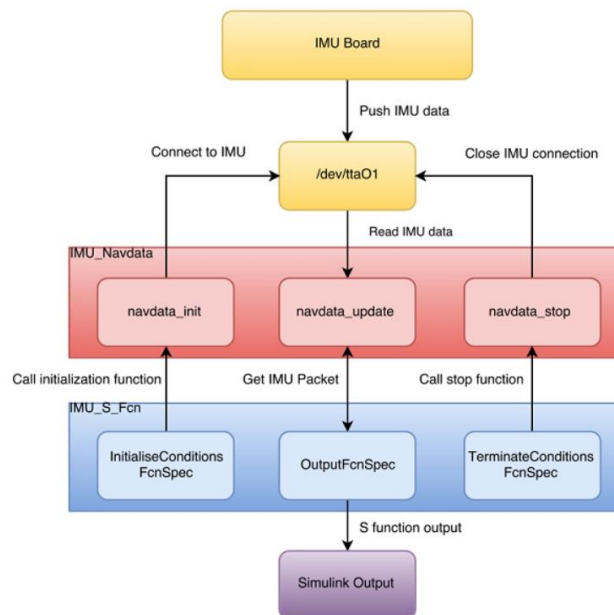 IMU Board
Push IMU data
Connect to IMU
Close IMU connection
/dev/ttaO1
Read IMU data
IMU_Navdata
navdata_init
navdata_update
navdata_stop
Call initialization function
Get IMU Packet
Call stop function
IMU_S_Fcn
InitialiseConditions
FcnSpec
OutputFcnSpec
TerminateConditions
FcnSpec
S function output
Simulink Output